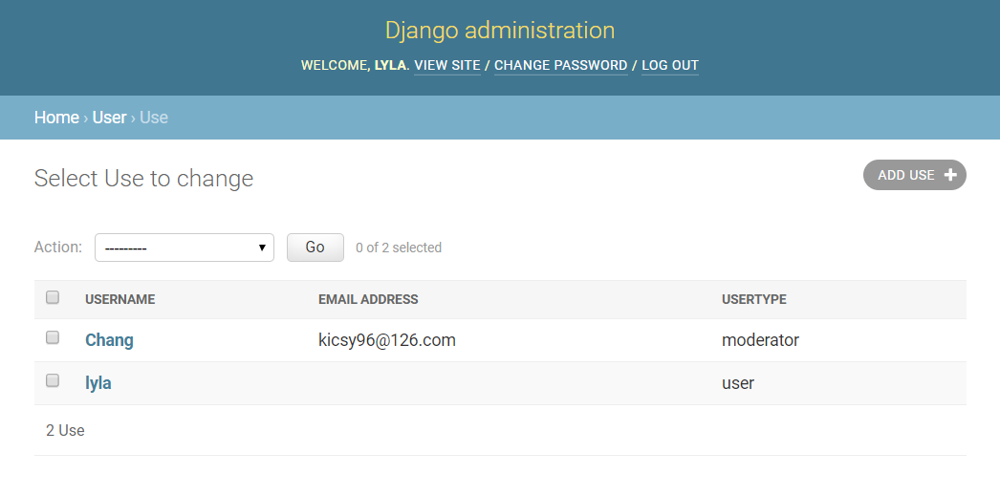 Django administration
WELCOME, LYLA. VIEW SITE / CHANGE PASSWORD / LOG OUT
Home › User › Use
Select Use to change
ADD USE +
Action: --------- Go 0 of 2 selected
USERNAME EMAIL ADDRESS USERTYPE
Chang kicsy96@126.com moderator
lyla user
2 Use